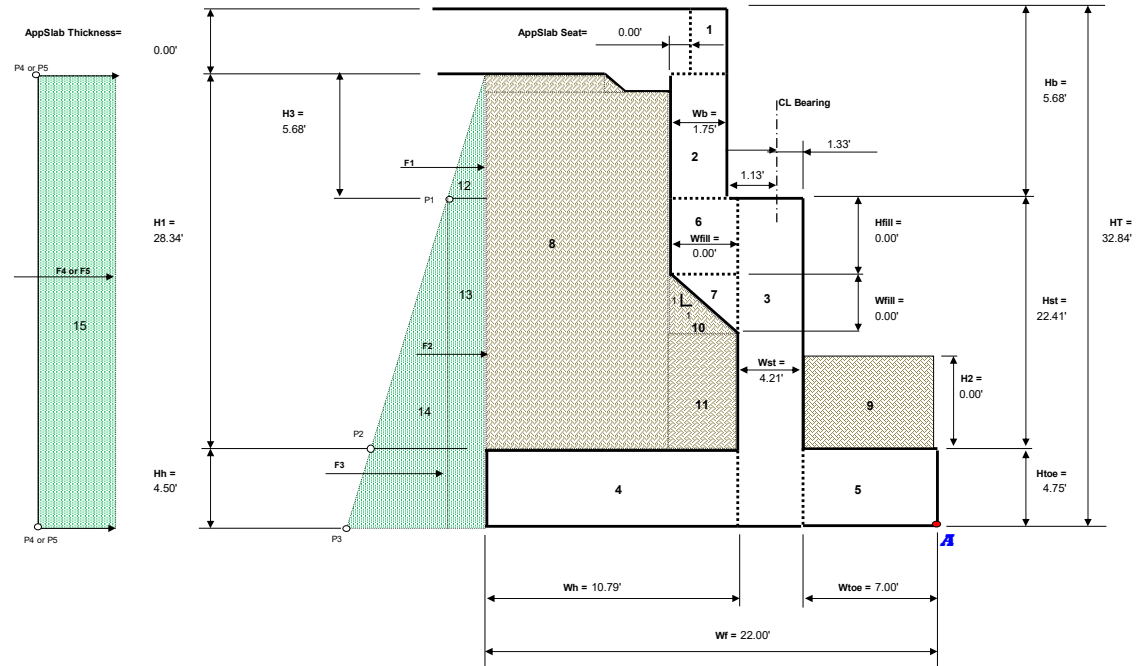 AppSlab Thickness=
0.00'
P4 or P5
F4 or F5
15
P4 or P5
H1 =
28.34'
Hh =
4.50'
H3 =
5.68'
F1
12
P1
13
F2
14
P2
F3
P3
AppSlab Seat=
0.00'
1
Wb =
1.75'
2
CL Bearing
1.33'
1.13'
6
Wfill =
0.00'
8
7
3
1
1
10
11
Wst =
4.21'
9
4
5
A
Hb =
5.68'
Hfill =
0.00'
HT =
32.84'
Wfill =
0.00'
Hst =
22.41'
H2 =
0.00'
Htoe =
4.75'
Wh = 10.79'
Wtoe = 7.00'
Wf = 22.00'